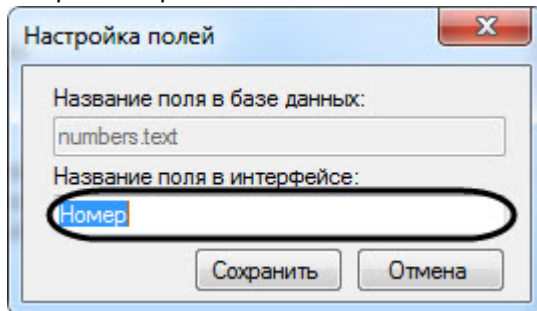 Настройка полей
Название поля в базе данных:
numbers.text
Название поля в интерфейсе:
Номер
Сохранить Отмена